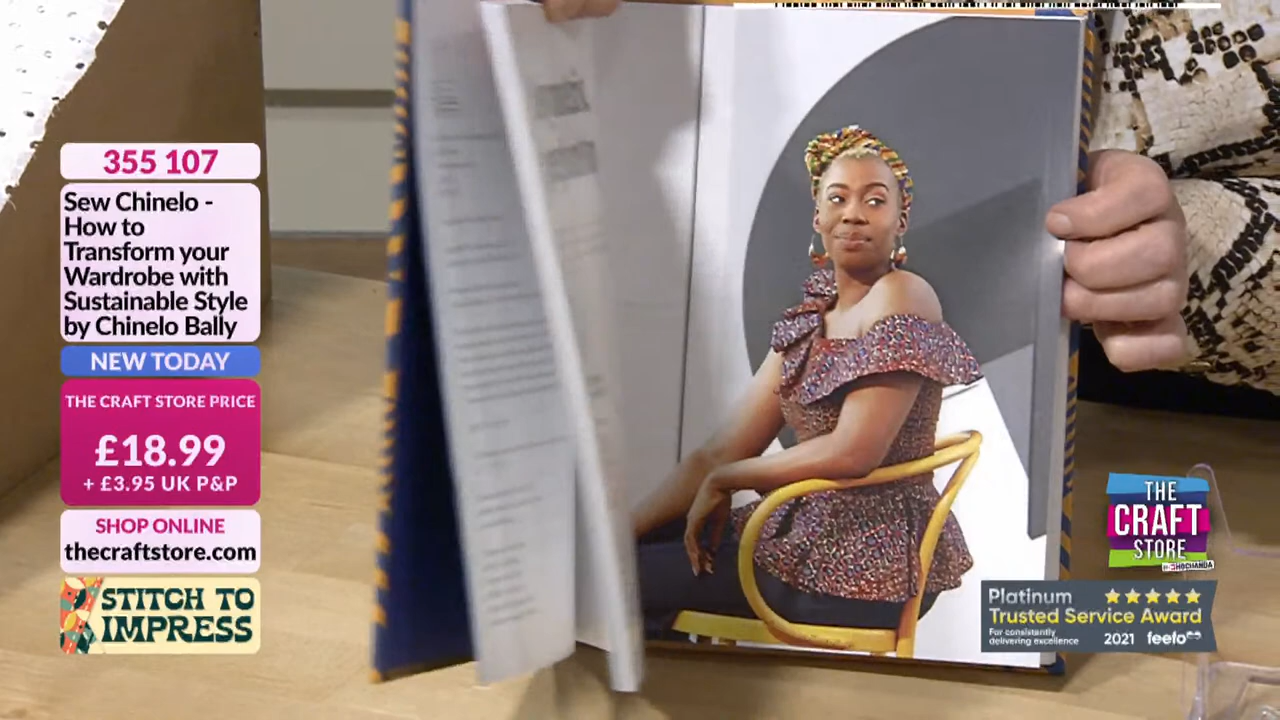 355 107
Sew Chinelo -
How to
Transform your
Wardrobe with
Sustainable Style
by Chinelo Bally
NEW TODAY
THE CRAFT STORE PRICE
£18.99
+ £3.95 UK P&P
SHOP ONLINE
thecraftstore.com
STITCH TO
IMPRESS
THE
CRAFT
STORE
BY HOCHANDA
Platinum
Trusted Service Award
For consistently
delivering excellence
2021 feefo